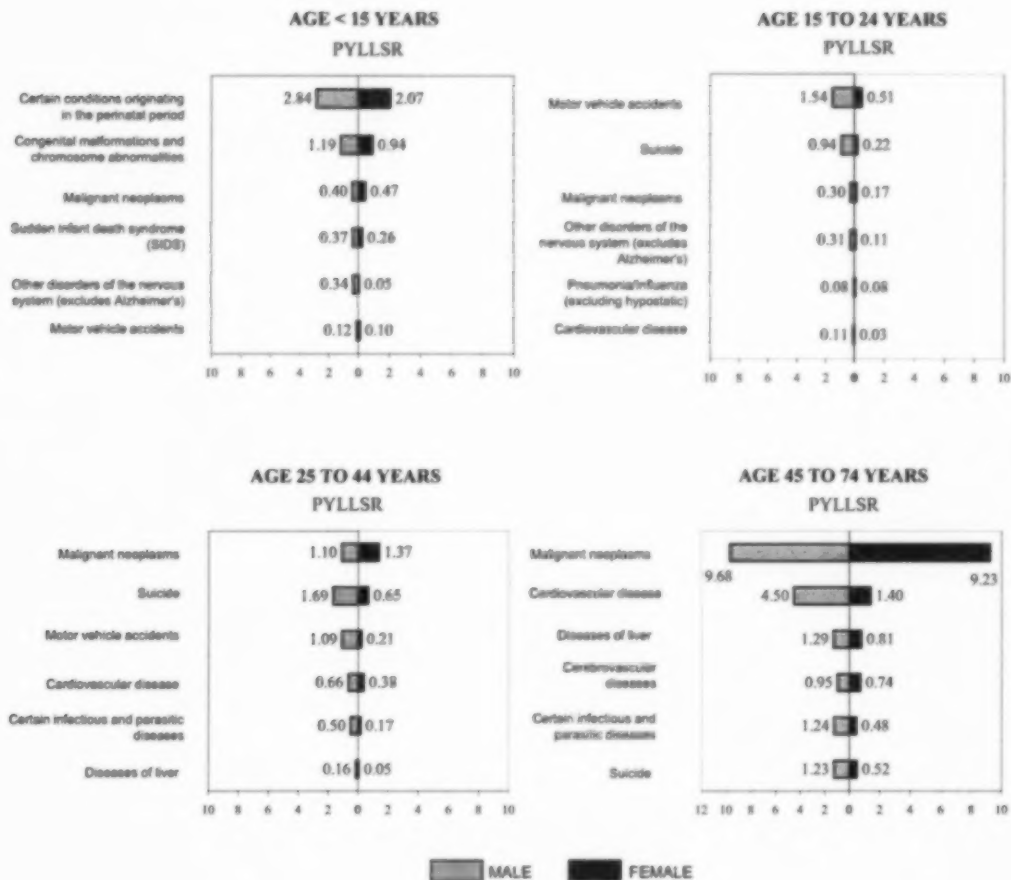 AGE < 15 YEARS
PYLLSR
Certain conditions originating
in the perinatal period
2.84
2.07
Congenital malformations and
chromosome abnormalities
1.19
0.94
Malignant neoplasms
0.40
0.47
Sudden infant death syndrome
(SIDS)
0.37
0.26
Other disorders of the nervous
system (excludes Alzheimer's)
0.34
0.05
Motor vehicle accidents
0.12
0.10
10 8 6 4 2 0 2 4 6 8 10
AGE 15 TO 24 YEARS
PYLLSR
Motor vehicle accidents
1.54
0.51
Suicide
0.94
0.22
Malignant neoplasms
0.30
0.17
Other disorders of the
nervous system (excludes
Alzheimer's)
0.31
0.11
Pneumonia/Influenza
(excluding hypostatic)
0.08
0.08
Cardiovascular disease
0.11
0.03
10 8 6 4 2 0 2 4 6 8 10
AGE 25 TO 44 YEARS
PYLLSR
Malignant neoplasms
1.10
1.37
Suicide
1.69
0.65
Motor vehicle accidents
1.09
0.21
Cardiovascular disease
0.66
0.38
Certain infectious and parasitic
diseases
0.50
0.17
Diseases of liver
0.16
0.05
10 8 6 4 2 0 2 4 6 8 10
AGE 45 TO 74 YEARS
PYLLSR
Malignant neoplasms
9.68
9.23
Cardiovascular disease
4.50
1.40
Diseases of liver
1.29
0.81
Cerebrovascular
diseases
0.95
0.74
Certain infectious and
parasitic diseases
1.24
0.48
Suicide
1.23
0.52
12 10 8 6 4 2 0 2 4 6 8 10
MALE
FEMALE